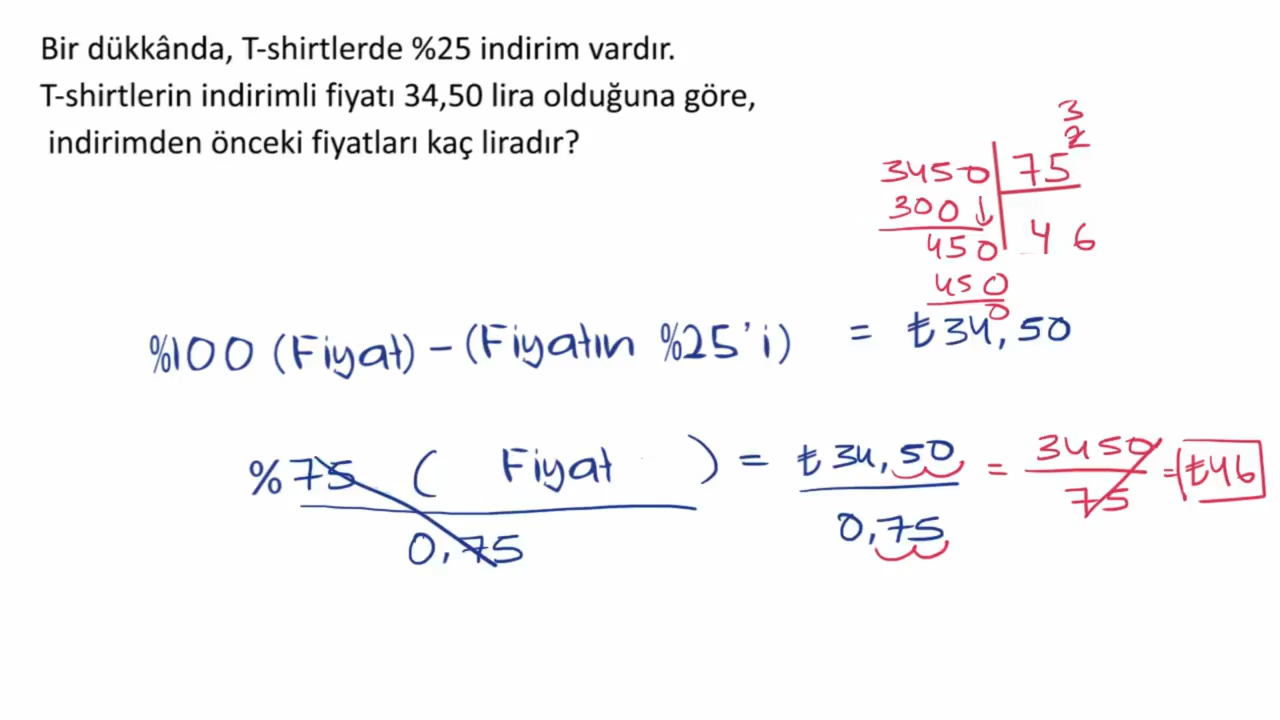 Bir dükkânda, T-shirtlerde %25 indirim vardır.
T-shirtlerin indirimli fiyatı 34,50 lira olduğuna göre,
indirimden önceki fiyatları kaç liradır?
3
2
3450 75
300
46
450
450
0
%100 (Fiyat) - (Fiyatın %25'i) = ₺34,50
%75 ( Fiyat ) = ₺34,50 = 3450 = ₺46
0,75 0,75 75